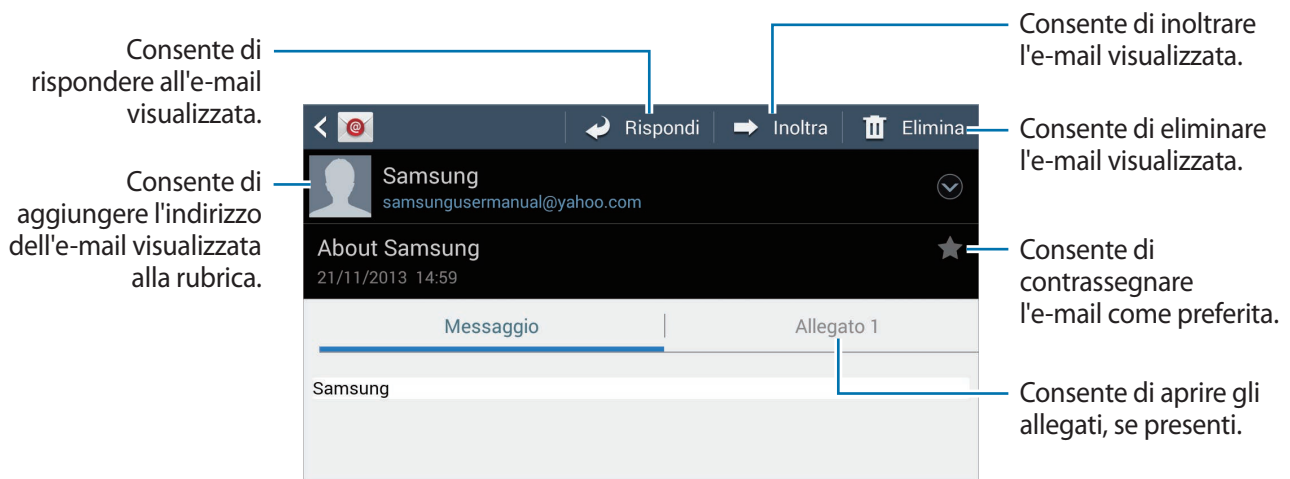 Consente di
rispondere all'e-mail
visualizzata.
Consente di
aggiungere l'indirizzo
dell'e-mail visualizzata
alla rubrica.
Rispondi
Inoltra
Elimina
Samsung
samsungusermanual@yahoo.com
About Samsung
21/11/2013 14:59
Messaggio
Allegato 1
Samsung
Consente di inoltrare
l'e-mail visualizzata.
Consente di eliminare
l'e-mail visualizzata.
Consente di
contrassegnare
l'e-mail come preferita.
Consente di aprire gli
allegati, se presenti.